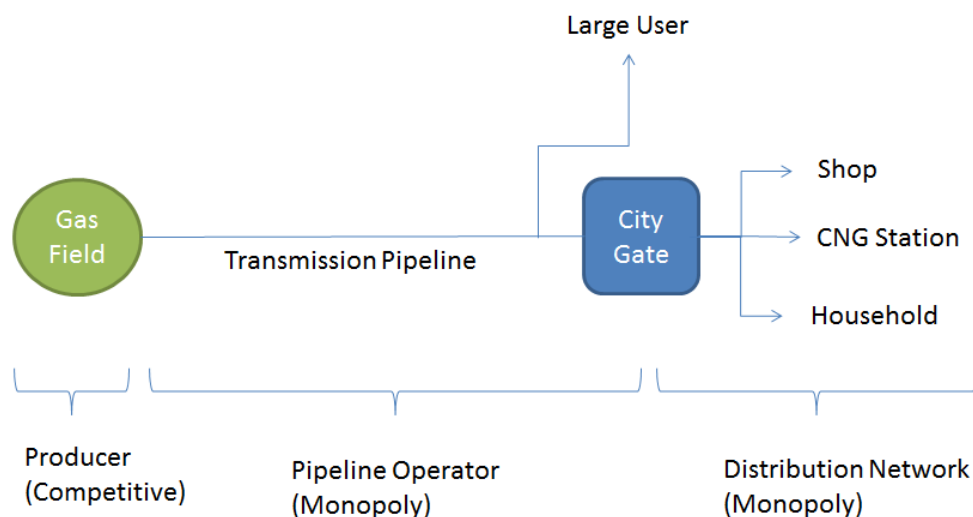 Large User
Gas
Field
Transmission Pipeline
City
Gate
Shop
CNG Station
Household
Producer
(Competitive)
Pipeline Operator
(Monopoly)
Distribution Network
(Monopoly)